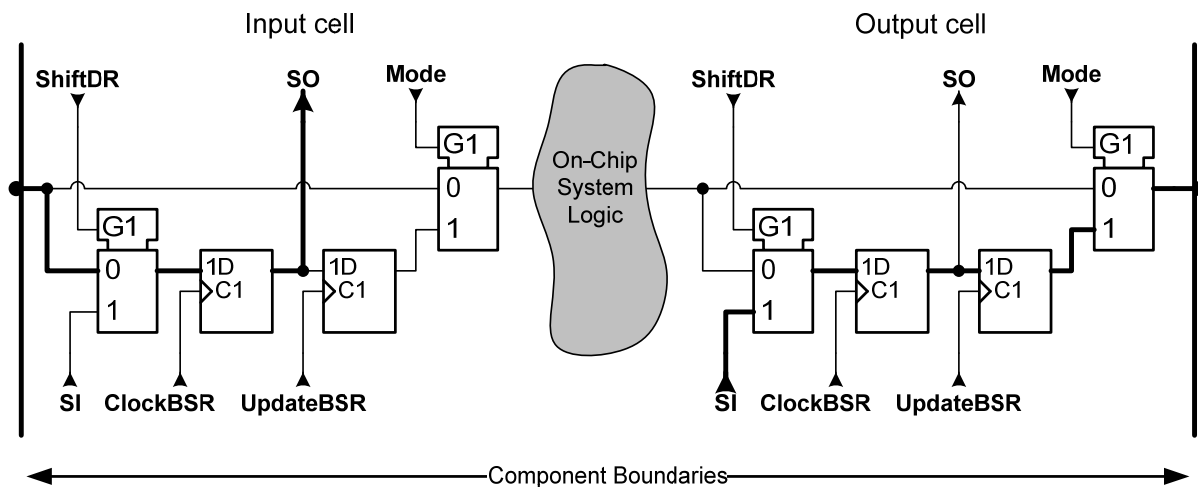 Input cell
Output cell
ShiftDR
SO
Mode
ShiftDR
SO
Mode
G1
G1
On-Chip
System
Logic
0
1
0
1
G1
G1
0
1
1D
C1
1D
C1
0
1
1D
C1
1D
C1
SI
ClockBSR
UpdateBSR
SI
ClockBSR
UpdateBSR
Component Boundaries